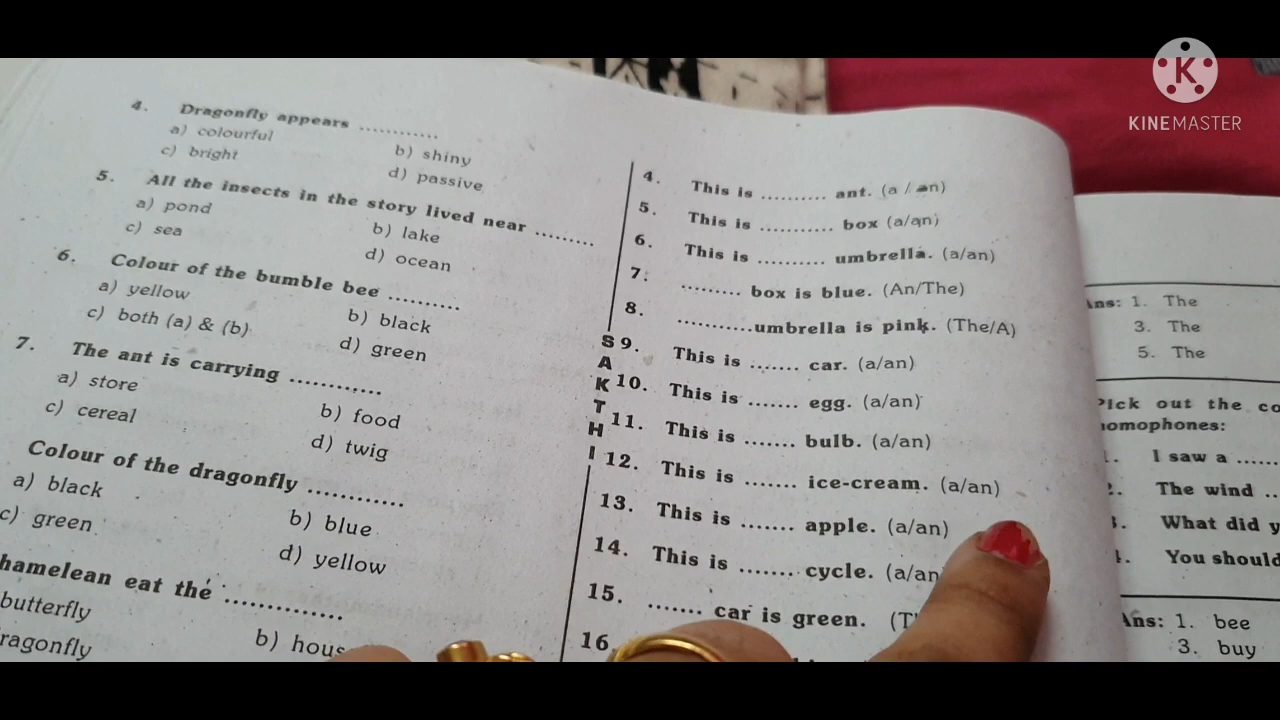 4. Dragonfly appears ............
a) colourful b) shiny
c) bright d) passive
5. All the insects in the story lived near .........
a) pond b) lake
c) sea d) ocean
6. Colour of the bumble bee ..........
a) yellow b) black
c) both (a) & (b) d) green
7. The ant is carrying ............
a) store b) food
c) cereal d) twig
Colour of the dragonfly ............
a) black b) blue
c) green d) yellow
hamelean eat the ............
butterfly b) hous
ragonfly
SAKTHI
4. This is .......... ant. (a / an)
5. This is ........... box (a/an)
6. This is .......... umbrella. (a/an)
7. ......... box is blue. (An/The)
8. ...........umbrella is pink. (The/A)
9. This is ....... car. (a/an)
10. This is ....... egg. (a/an)
11. This is ....... bulb. (a/an)
12. This is ....... ice-cream. (a/an)
13. This is ....... apple. (a/an)
14. This is ....... cycle. (a/an
15. ....... car is green. (T
16.
ns: 1. The
3. The
5. The
Pick out the co
omophones:
. I saw a ......
. The wind ..
. What did y
. You should
Ans: 1. bee
3. buy
KINEMASTER